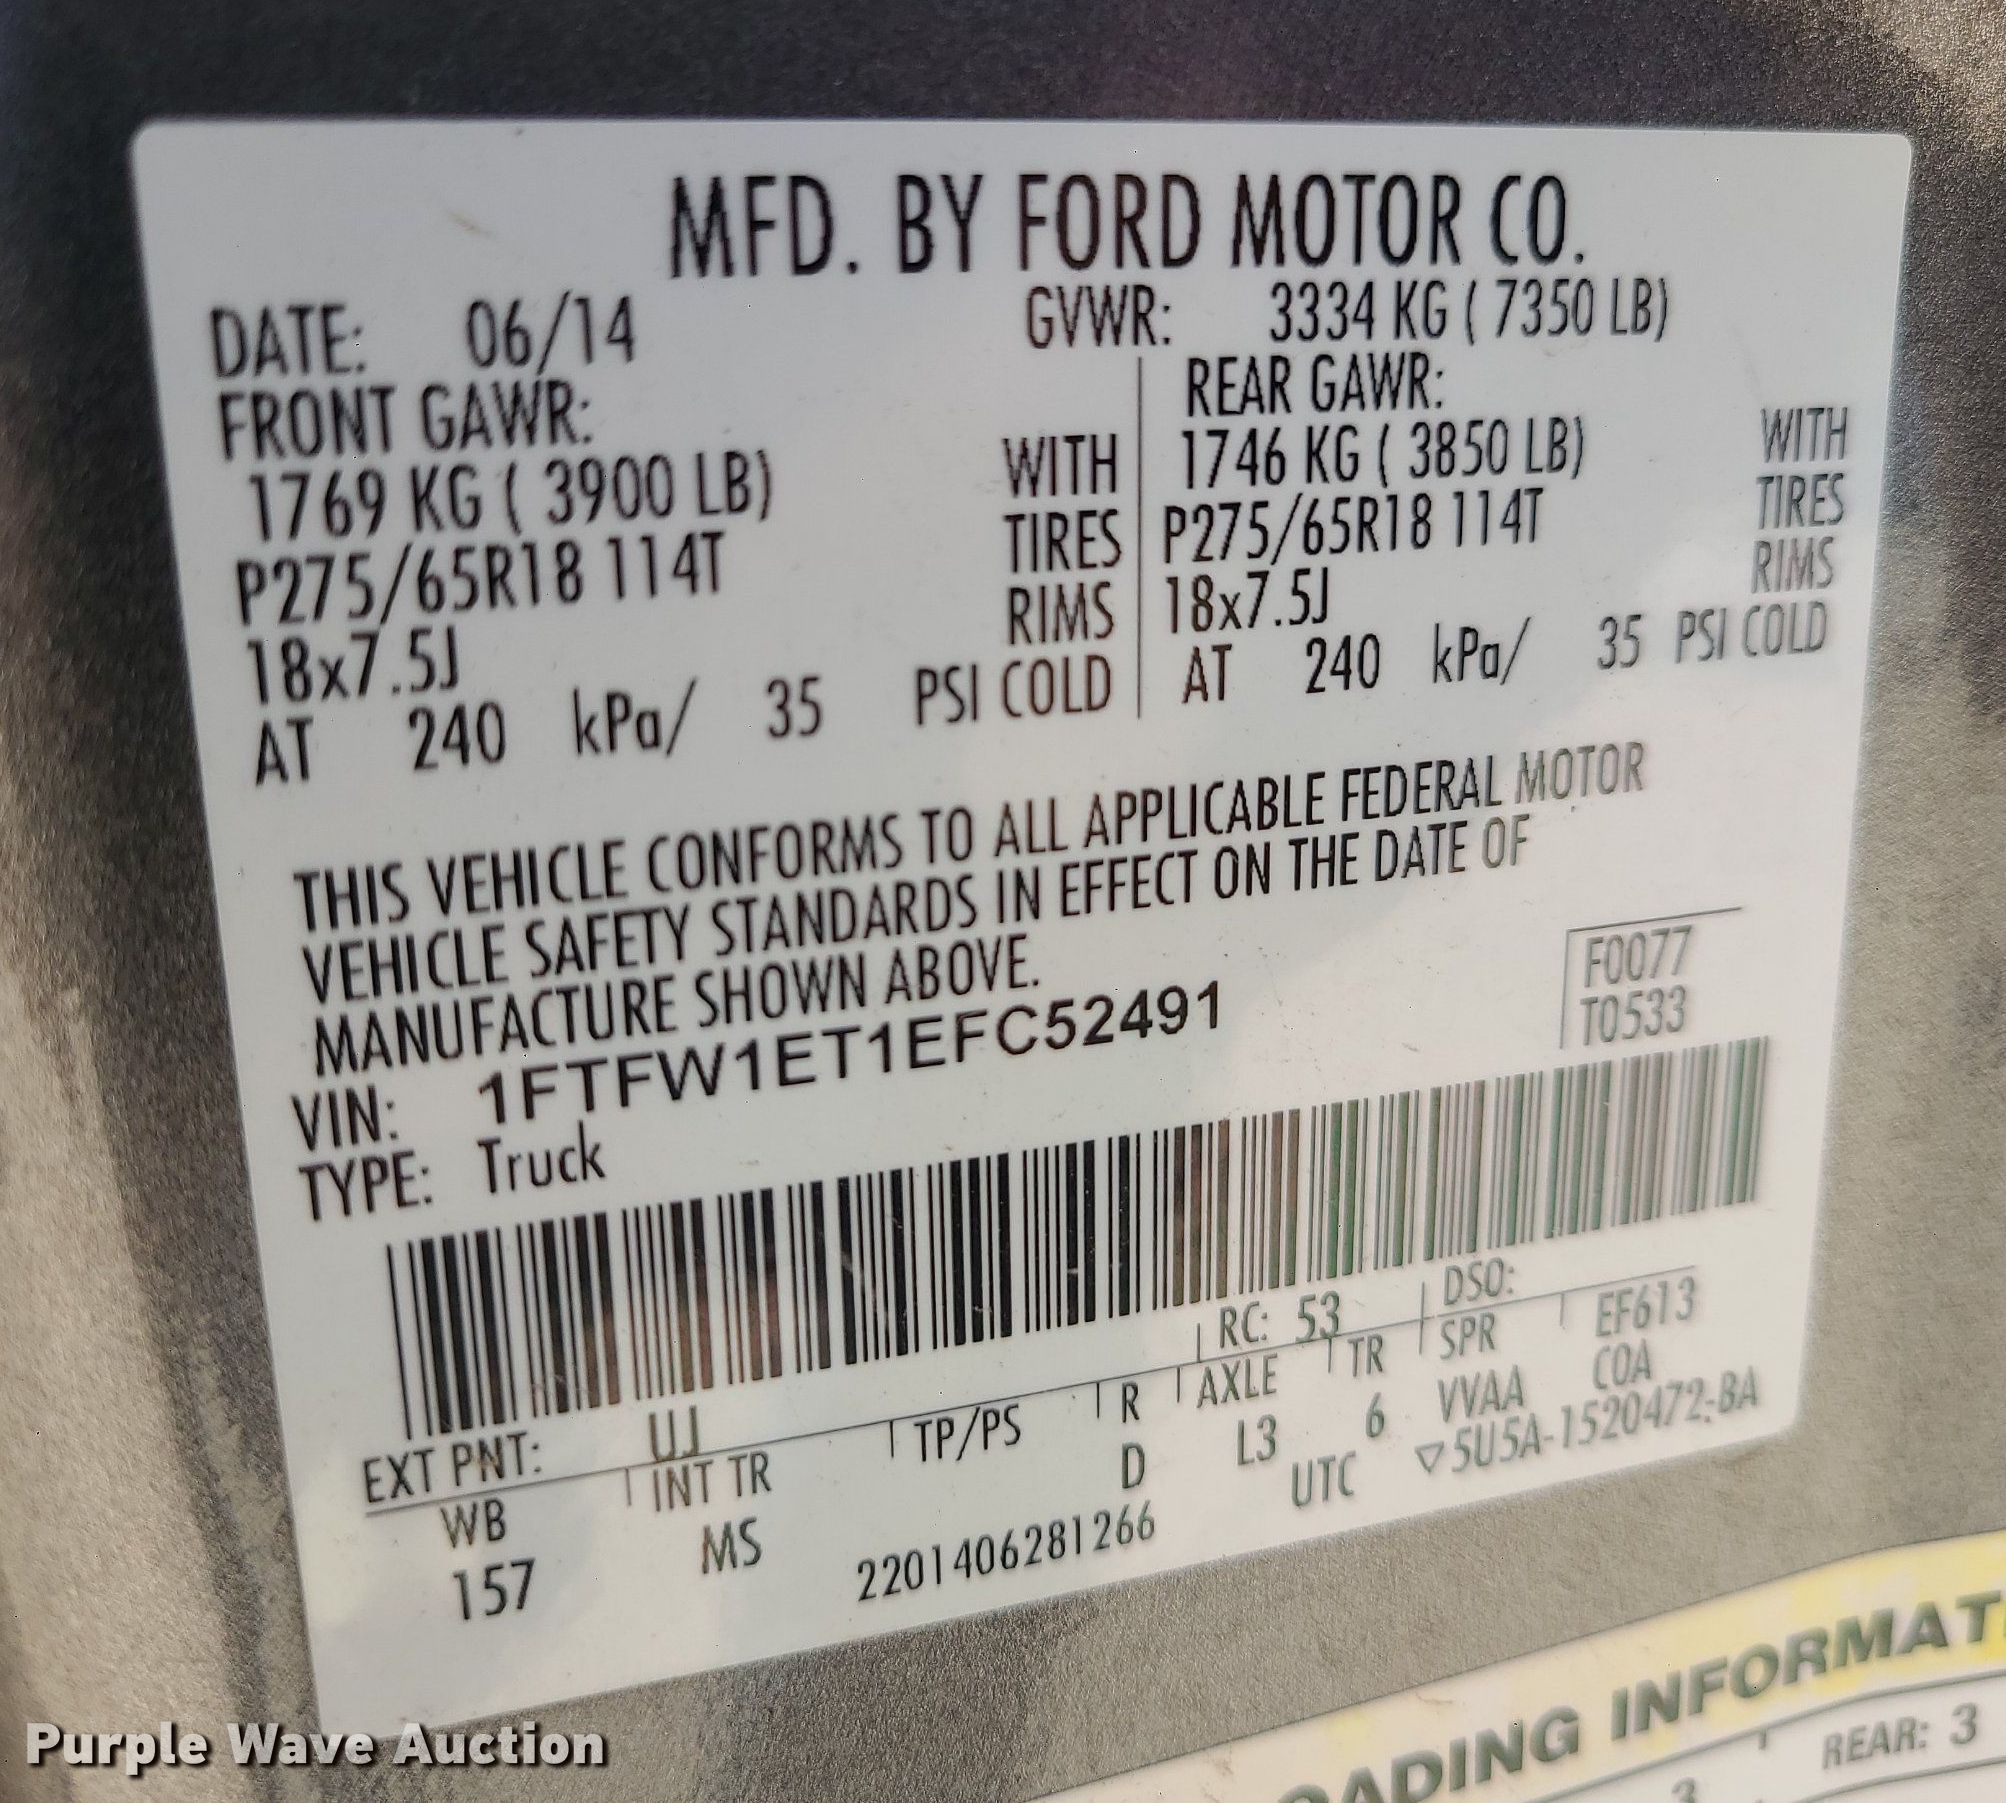 MFD. BY FORD MOTOR CO.
DATE: 06/14 GVWR: 3334 KG ( 7350 LB)
FRONT GAWR: REAR GAWR:
1769 KG ( 3900 LB) WITH 1746 KG ( 3850 LB) WITH
P275/65R18 114T TIRES P275/65R18 114T TIRES
18x7.5J RIMS 18x7.5J RIMS
AT 240 kPa/ 35 PSI COLD AT 240 kPa/ 35 PSI COLD
THIS VEHICLE CONFORMS TO ALL APPLICABLE FEDERAL MOTOR
VEHICLE SAFETY STANDARDS IN EFFECT ON THE DATE OF
MANUFACTURE SHOWN ABOVE.
F0077
T0533
VIN: 1FTFW1ET1EFC52491
TYPE: Truck
EXT PNT: UJ RC: 53 DSO:
WB INT TR TP/PS R AXLE TR SPR EF613
157 MS D L3 6 VVAA COA
2201406281266 UTC ▽5U5A-1520472-BA
OADING INFORMAT
REAR: 3
3
Purple Wave Auction